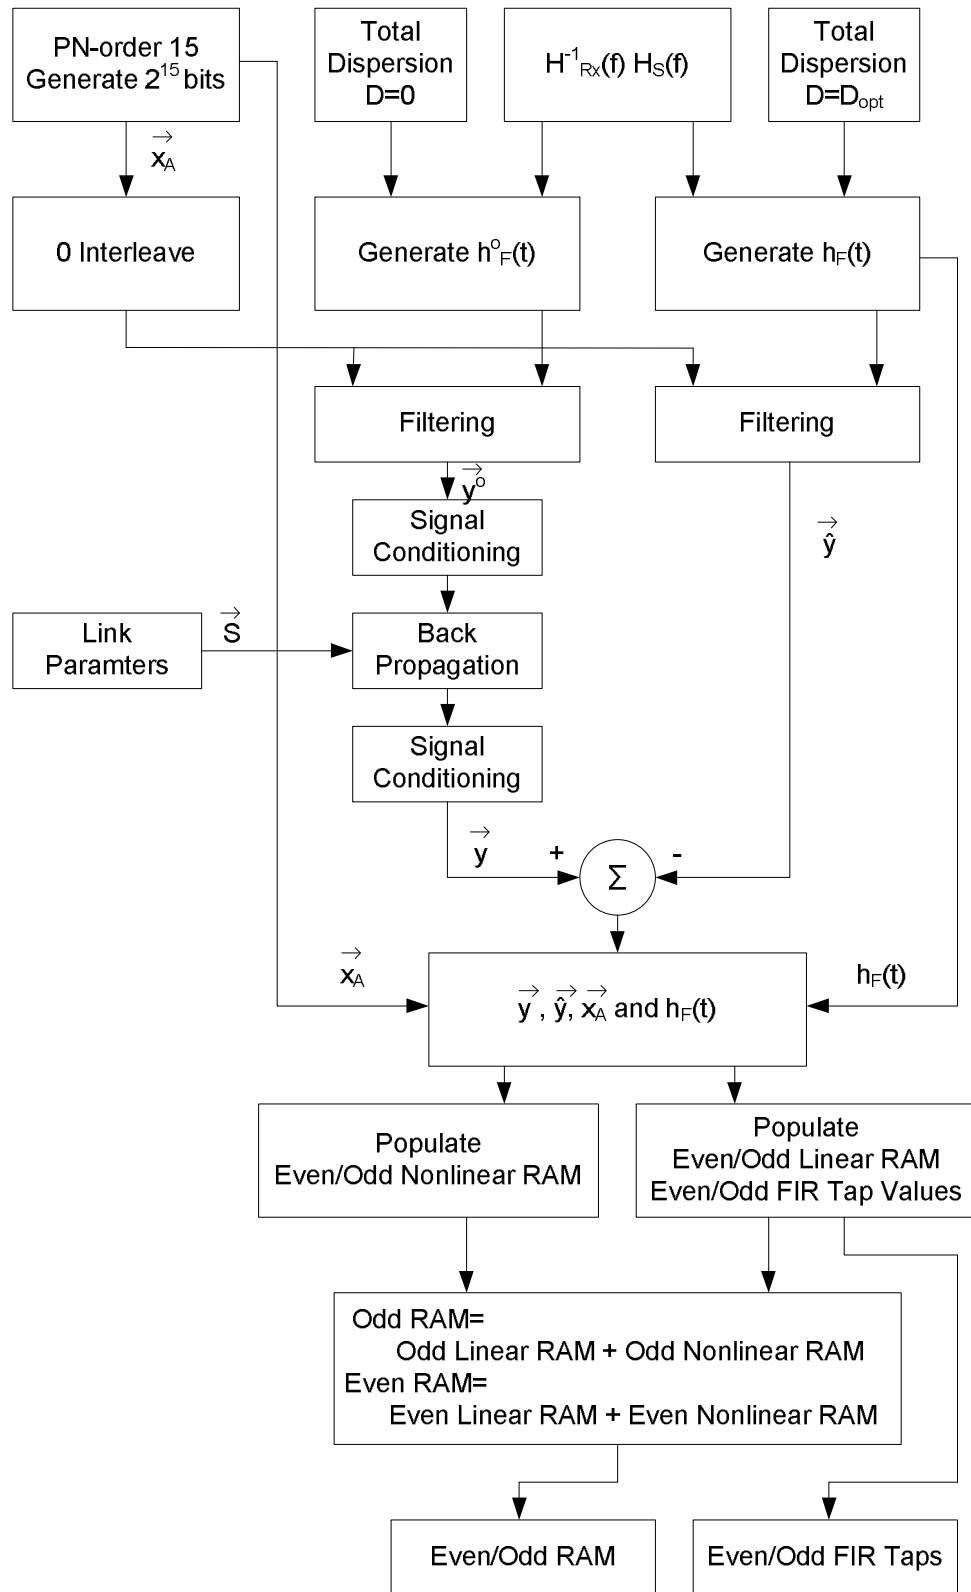 PN-order 15
Generate 2¹⁵ bits
Total
Dispersion
D=0
H⁻¹Rx(f) HS(f)
Total
Dispersion
D=Dopt
→xA
0 Interleave
Generate hºF(t)
Generate hF(t)
Filtering
Filtering
→yº
Signal
Conditioning
→ŷ
Link
Paramters
→S
Back
Propagation
Signal
Conditioning
→y
+
-
Σ
→xA
hF(t)
→y , →ŷ, →xA and hF(t)
Populate
Even/Odd Nonlinear RAM
Populate
Even/Odd Linear RAM
Even/Odd FIR Tap Values
Odd RAM=
Odd Linear RAM + Odd Nonlinear RAM
Even RAM=
Even Linear RAM + Even Nonlinear RAM
Even/Odd RAM
Even/Odd FIR Taps